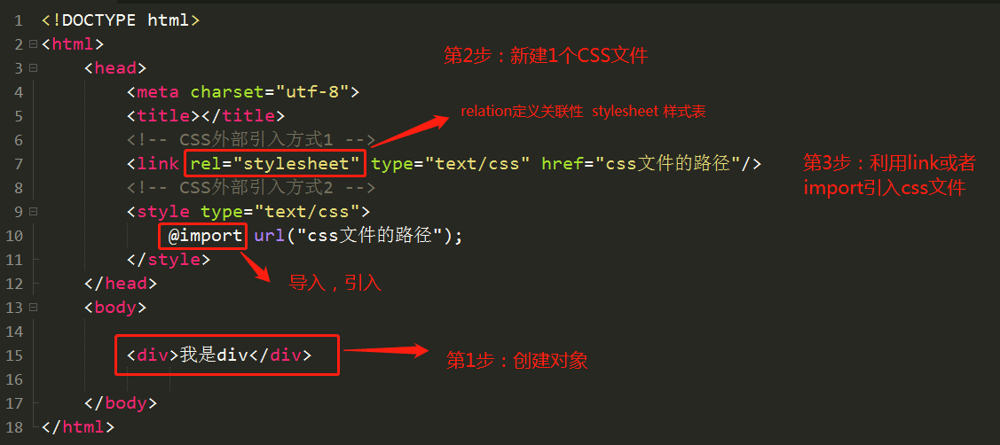 1 <!DOCTYPE html>
2 <html>
第2步：新建1个CSS文件
3 <head>
4 <meta charset="utf-8">
5 <title></title>
relation定义关联性 stylesheet 样式表
6 <!-- CSS外部引入方式1 -->
7 <link rel="stylesheet" type="text/css" href="css文件的路径"/>
第3步：利用link或者
import引入css文件
8 <!-- CSS外部引入方式2 -->
9 <style type="text/css">
10 @import url("css文件的路径");
11 </style>
12 </head>
导入，引入
13 <body>
14
15 <div>我是div</div>
第1步：创建对象
16
17 </body>
18 </html>